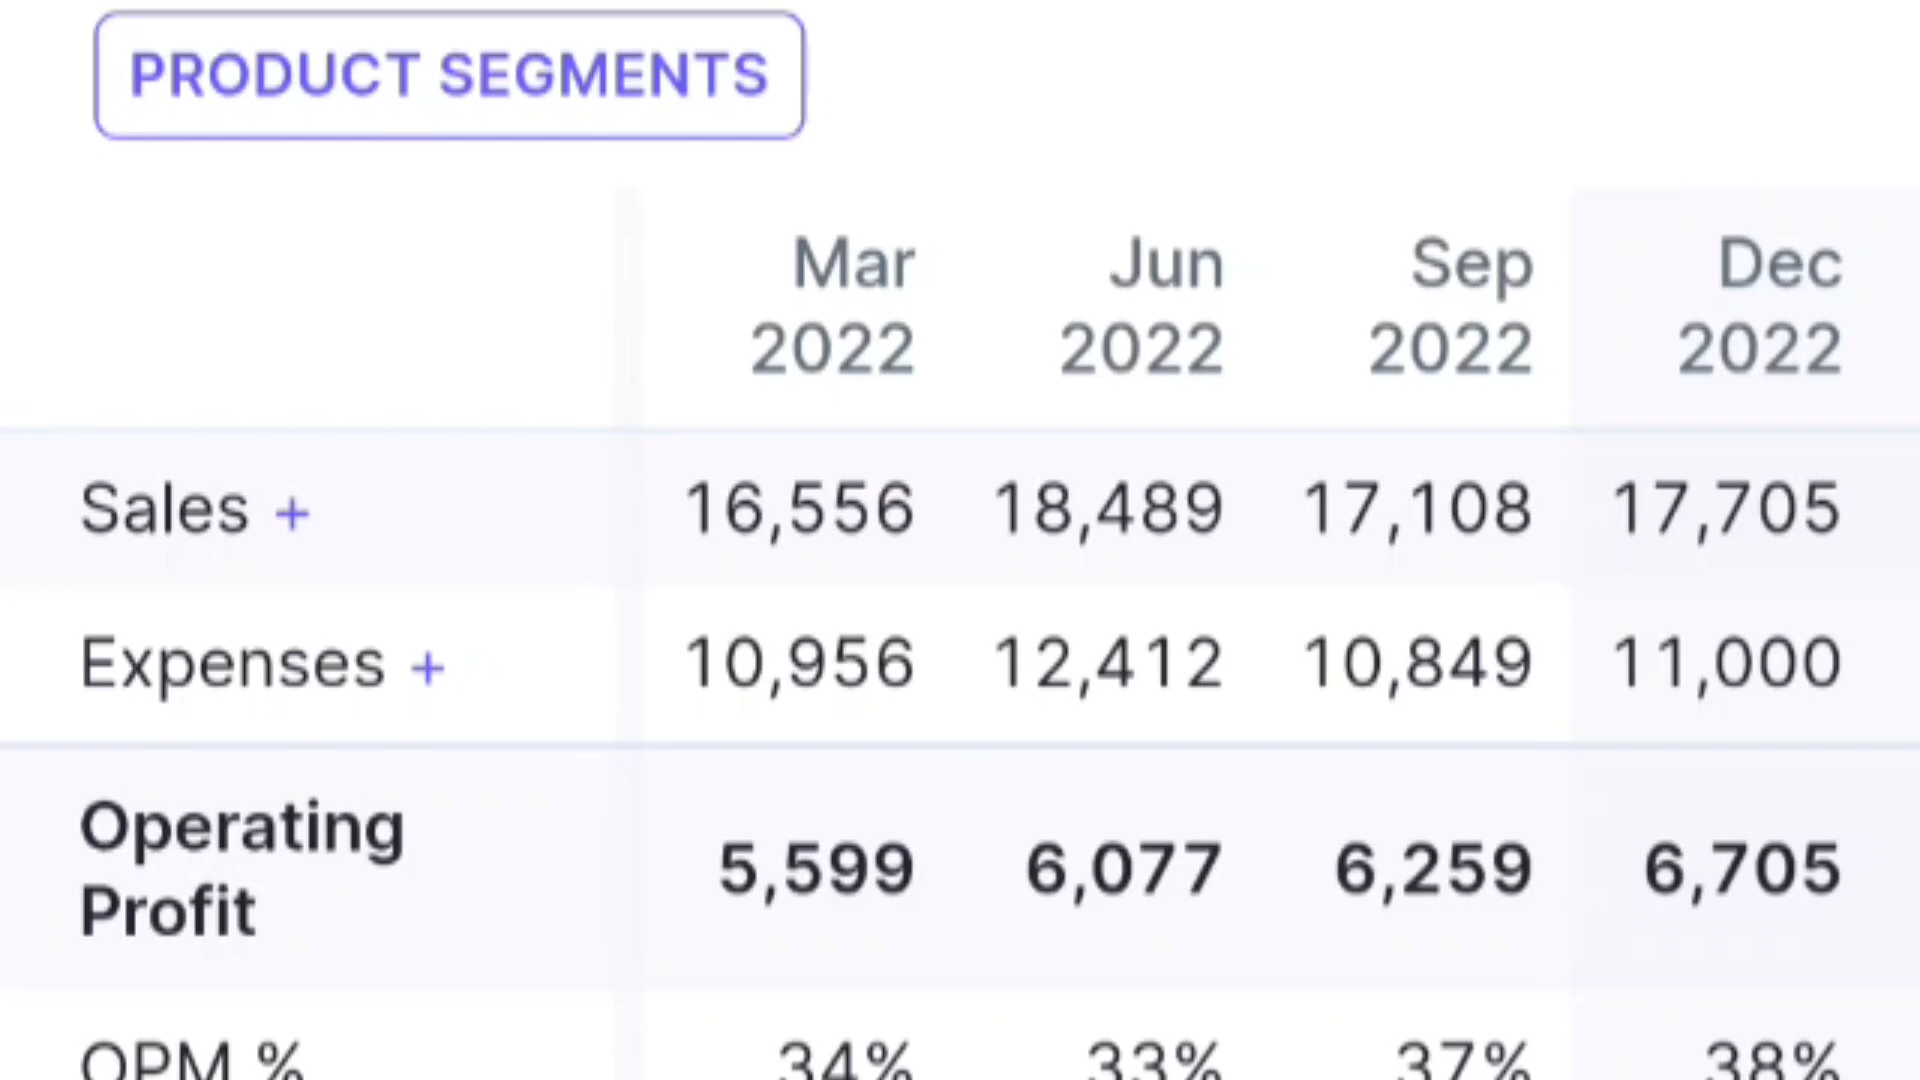 PRODUCT SEGMENTS
Mar Jun Sep Dec
2022 2022 2022 2022
Sales + 16,556 18,489 17,108 17,705
Expenses + 10,956 12,412 10,849 11,000
Operating
Profit 5,599 6,077 6,259 6,705
OPM % 34% 33% 37% 38%